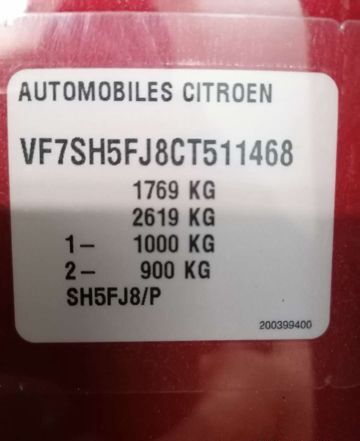 AUTOMOBILES CITROEN
VF7SH5FJ8CT511468
1769 KG
2619 KG
1– 1000 KG
2– 900 KG
SH5FJ8/P
200399400